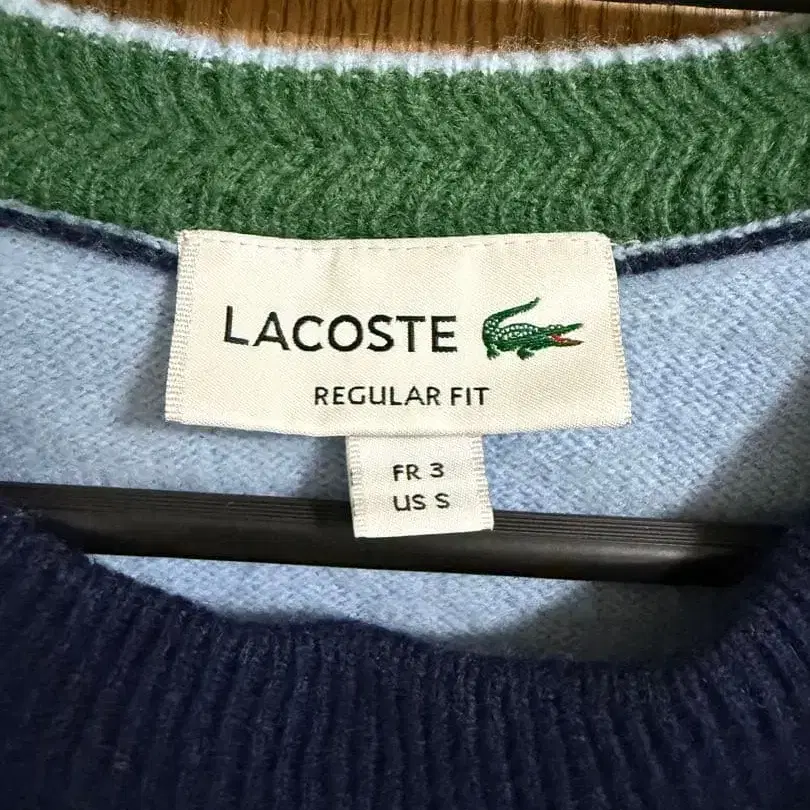 LACOSTE
REGULAR FIT
FR 3
US S